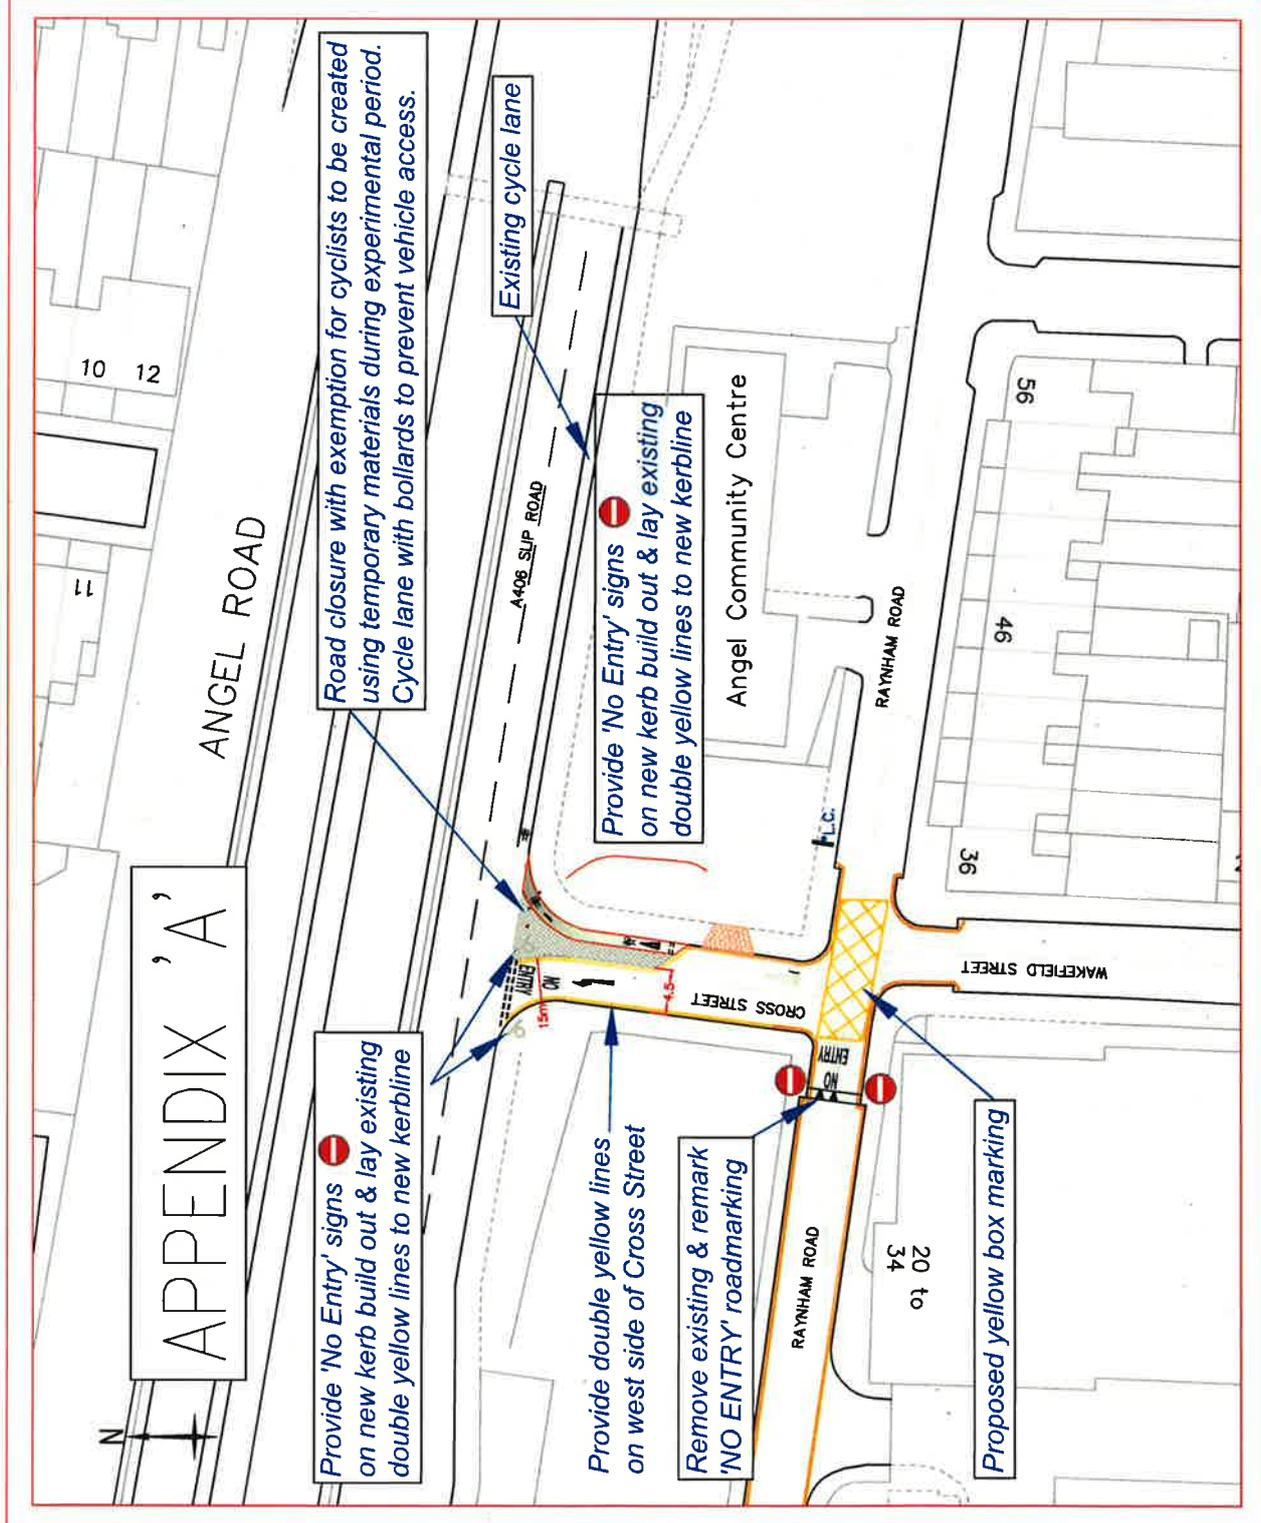 APPENDIX 'A'
N
ANGEL ROAD
11
10
12
Road closure with exemption for cyclists to be created
using temporary materials during experimental period.
Cycle lane with bollards to prevent vehicle access.
Existing cycle lane
A406 SLIP ROAD
Provide 'No Entry' signs
on new kerb build out & lay existing
double yellow lines to new kerbline
Provide 'No Entry' signs
on new kerb build out & lay existing
double yellow lines to new kerbline
Angel Community Centre
NO
ENTRY
15m
4.5
CROSS STREET
L.C.
Provide double yellow lines
on west side of Cross Street
Remove existing & remark
'NO ENTRY' roadmarking
NO
ENTRY
RAYNHAM ROAD
RAYNHAM ROAD
WAKEFIELD STREET
Proposed yellow box marking
20 to
34
36
46
56